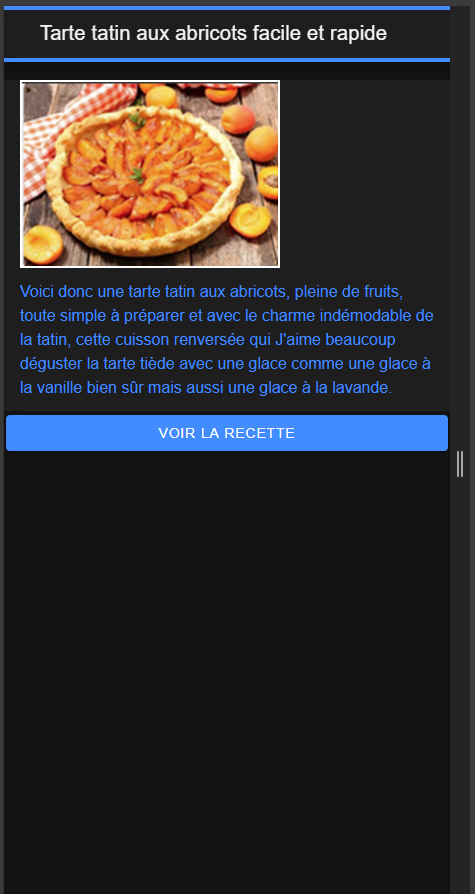 Tarte tatin aux abricots facile et rapide
Voici donc une tarte tatin aux abricots, pleine de fruits,
toute simple à préparer et avec le charme indémodable de
la tatin, cette cuisson renversée qui J'aime beaucoup
déguster la tarte tiède avec une glace comme une glace à
la vanille bien sûr mais aussi une glace à la lavande.
VOIR LA RECETTE